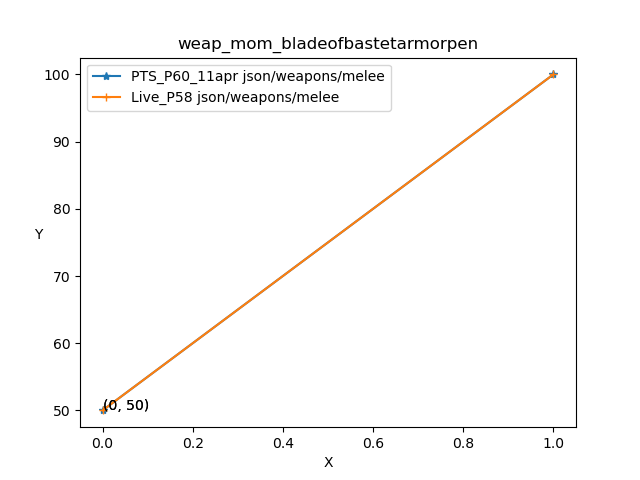 weap_mom_bladeofbastetarmorpen
PTS_P60_11apr json/weapons/melee
Live_P58 json/weapons/melee
100
90
80
70
60
50
Y
(0, 50)
0.0 0.2 0.4 0.6 0.8 1.0
X